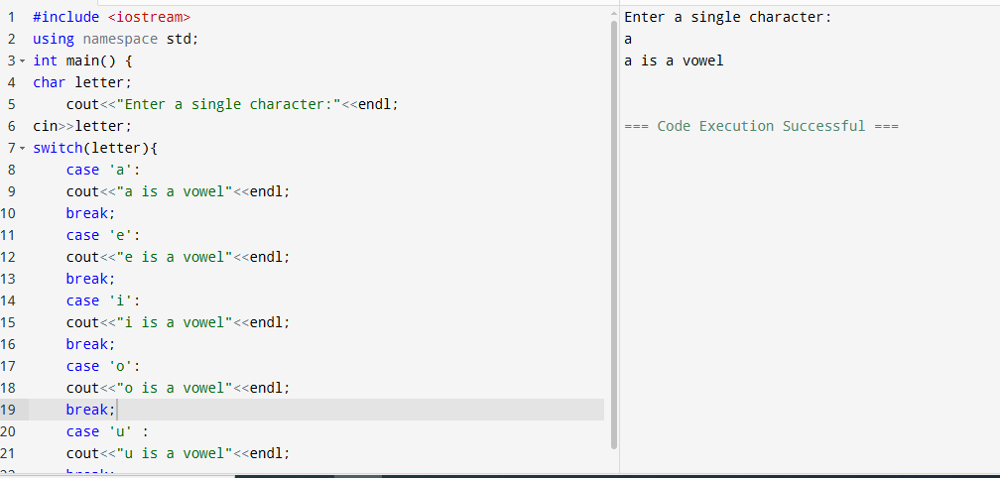 1 #include <iostream>
2 using namespace std;
3 int main() {
4 char letter;
5     cout<<"Enter a single character:"<<endl;
6 cin>>letter;
7 switch(letter){
8     case 'a':
9     cout<<"a is a vowel"<<endl;
10     break;
11     case 'e':
12     cout<<"e is a vowel"<<endl;
13     break;
14     case 'i':
15     cout<<"i is a vowel"<<endl;
16     break;
17     case 'o':
18     cout<<"o is a vowel"<<endl;
19     break;
20     case 'u' :
21     cout<<"u is a vowel"<<endl;
Enter a single character:
a
a is a vowel
=== Code Execution Successful ===